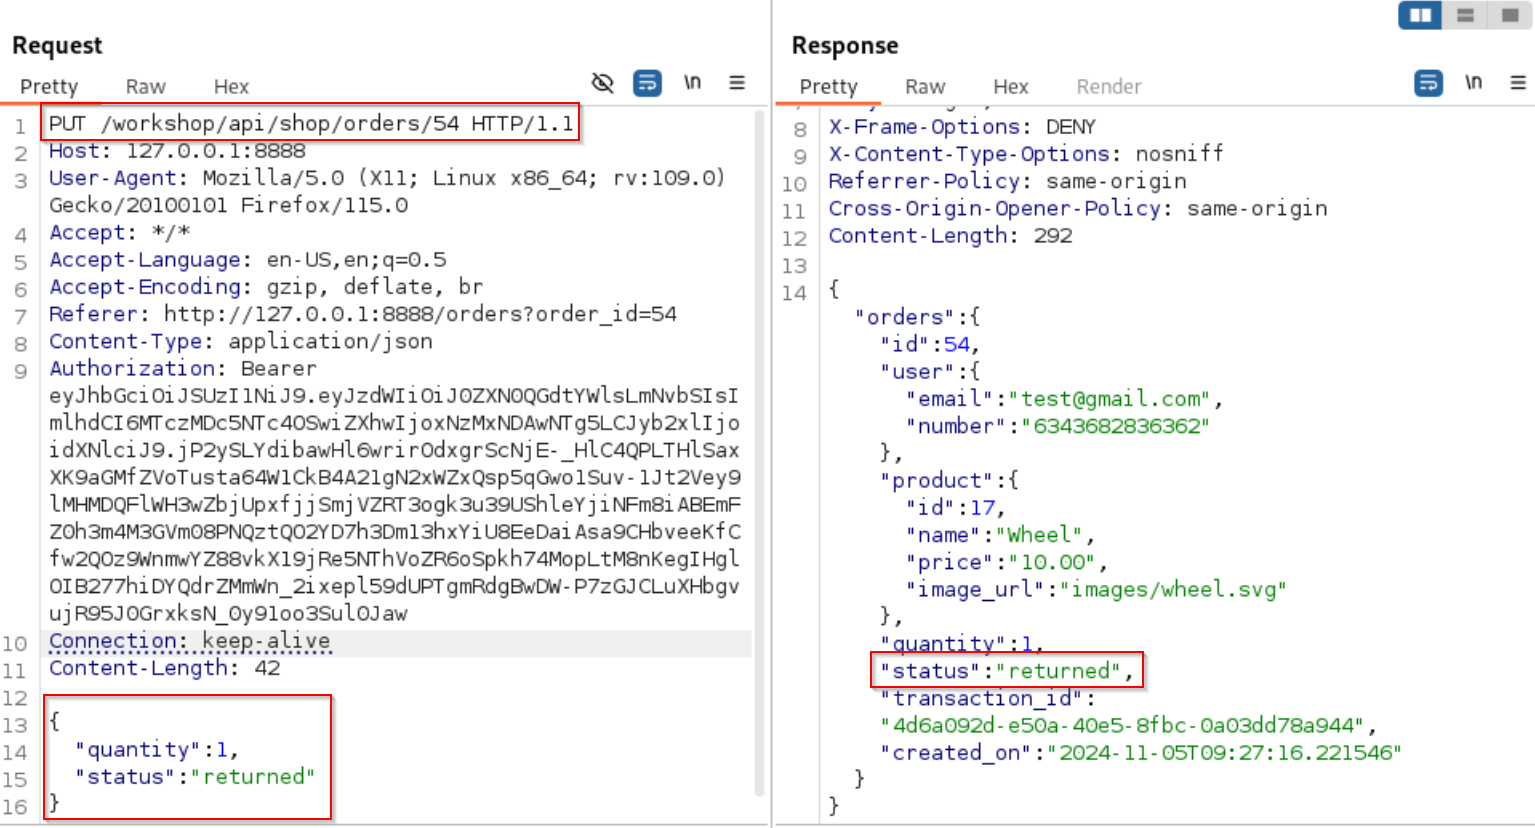 Request
Pretty Raw Hex \n
1 PUT /workshop/api/shop/orders/54 HTTP/1.1
2 Host: 127.0.0.1:8888
3 User-Agent: Mozilla/5.0 (X11; Linux x86_64; rv:109.0)
Gecko/20100101 Firefox/115.0
4 Accept: */*
5 Accept-Language: en-US,en;q=0.5
6 Accept-Encoding: gzip, deflate, br
7 Referer: http://127.0.0.1:8888/orders?order_id=54
8 Content-Type: application/json
9 Authorization: Bearer
eyJhbGciOiJSUzI1NiJ9.eyJzdWIiOiJ0ZXN0QGdtYWlsLmNvbSIsI
mlhdCI6MTczMDc5NTc4OSwiZXhwIjoxNzMxNDAwNTg5LCJyb2xlIjo
idXNlciJ9.jP2ySLYdibawHl6wrirOdxgrScNjE-_HlC4QPLTHlSax
XK9aGMfZVoTusta64W1CkB4A21gN2xWZxQsp5qGwo1Suv-1Jt2Vey9
lMHMDQFlWH3wZbjUpxfjjSmjVZRT3ogk3u39UShleYjiNFm8iABEmF
Z0h3m4M3GVm08PNQztQO2YD7h3Dm13hxYiU8EeDaiAsa9CHbveeKfC
fw2QOz9WnmwYZ88vkX19jRe5NThVoZR6oSpkh74MopLtM8nKegIHgl
OIB277hiDYQdrZMmWn_2ixepl59dUPTgmRdgBwDW-P7zGJCLuXHbgv
ujR95J0GrxksN_0y91oo3Sul0Jaw
10 Connection: keep-alive
11 Content-Length: 42
12
13 {
14 "quantity":1,
15 "status":"returned"
16 }
Response
Pretty Raw Hex Render \n
8 X-Frame-Options: DENY
9 X-Content-Type-Options: nosniff
10 Referrer-Policy: same-origin
11 Cross-Origin-Opener-Policy: same-origin
12 Content-Length: 292
13
14 {
"orders":{
"id":54,
"user":{
"email":"test@gmail.com",
"number":"6343682836362"
},
"product":{
"id":17,
"name":"Wheel",
"price":"10.00",
"image_url":"images/wheel.svg"
},
"quantity":1,
"status":"returned",
"transaction_id":
"4d6a092d-e50a-40e5-8fbc-0a03dd78a944",
"created_on":"2024-11-05T09:27:16.221546"
}
}